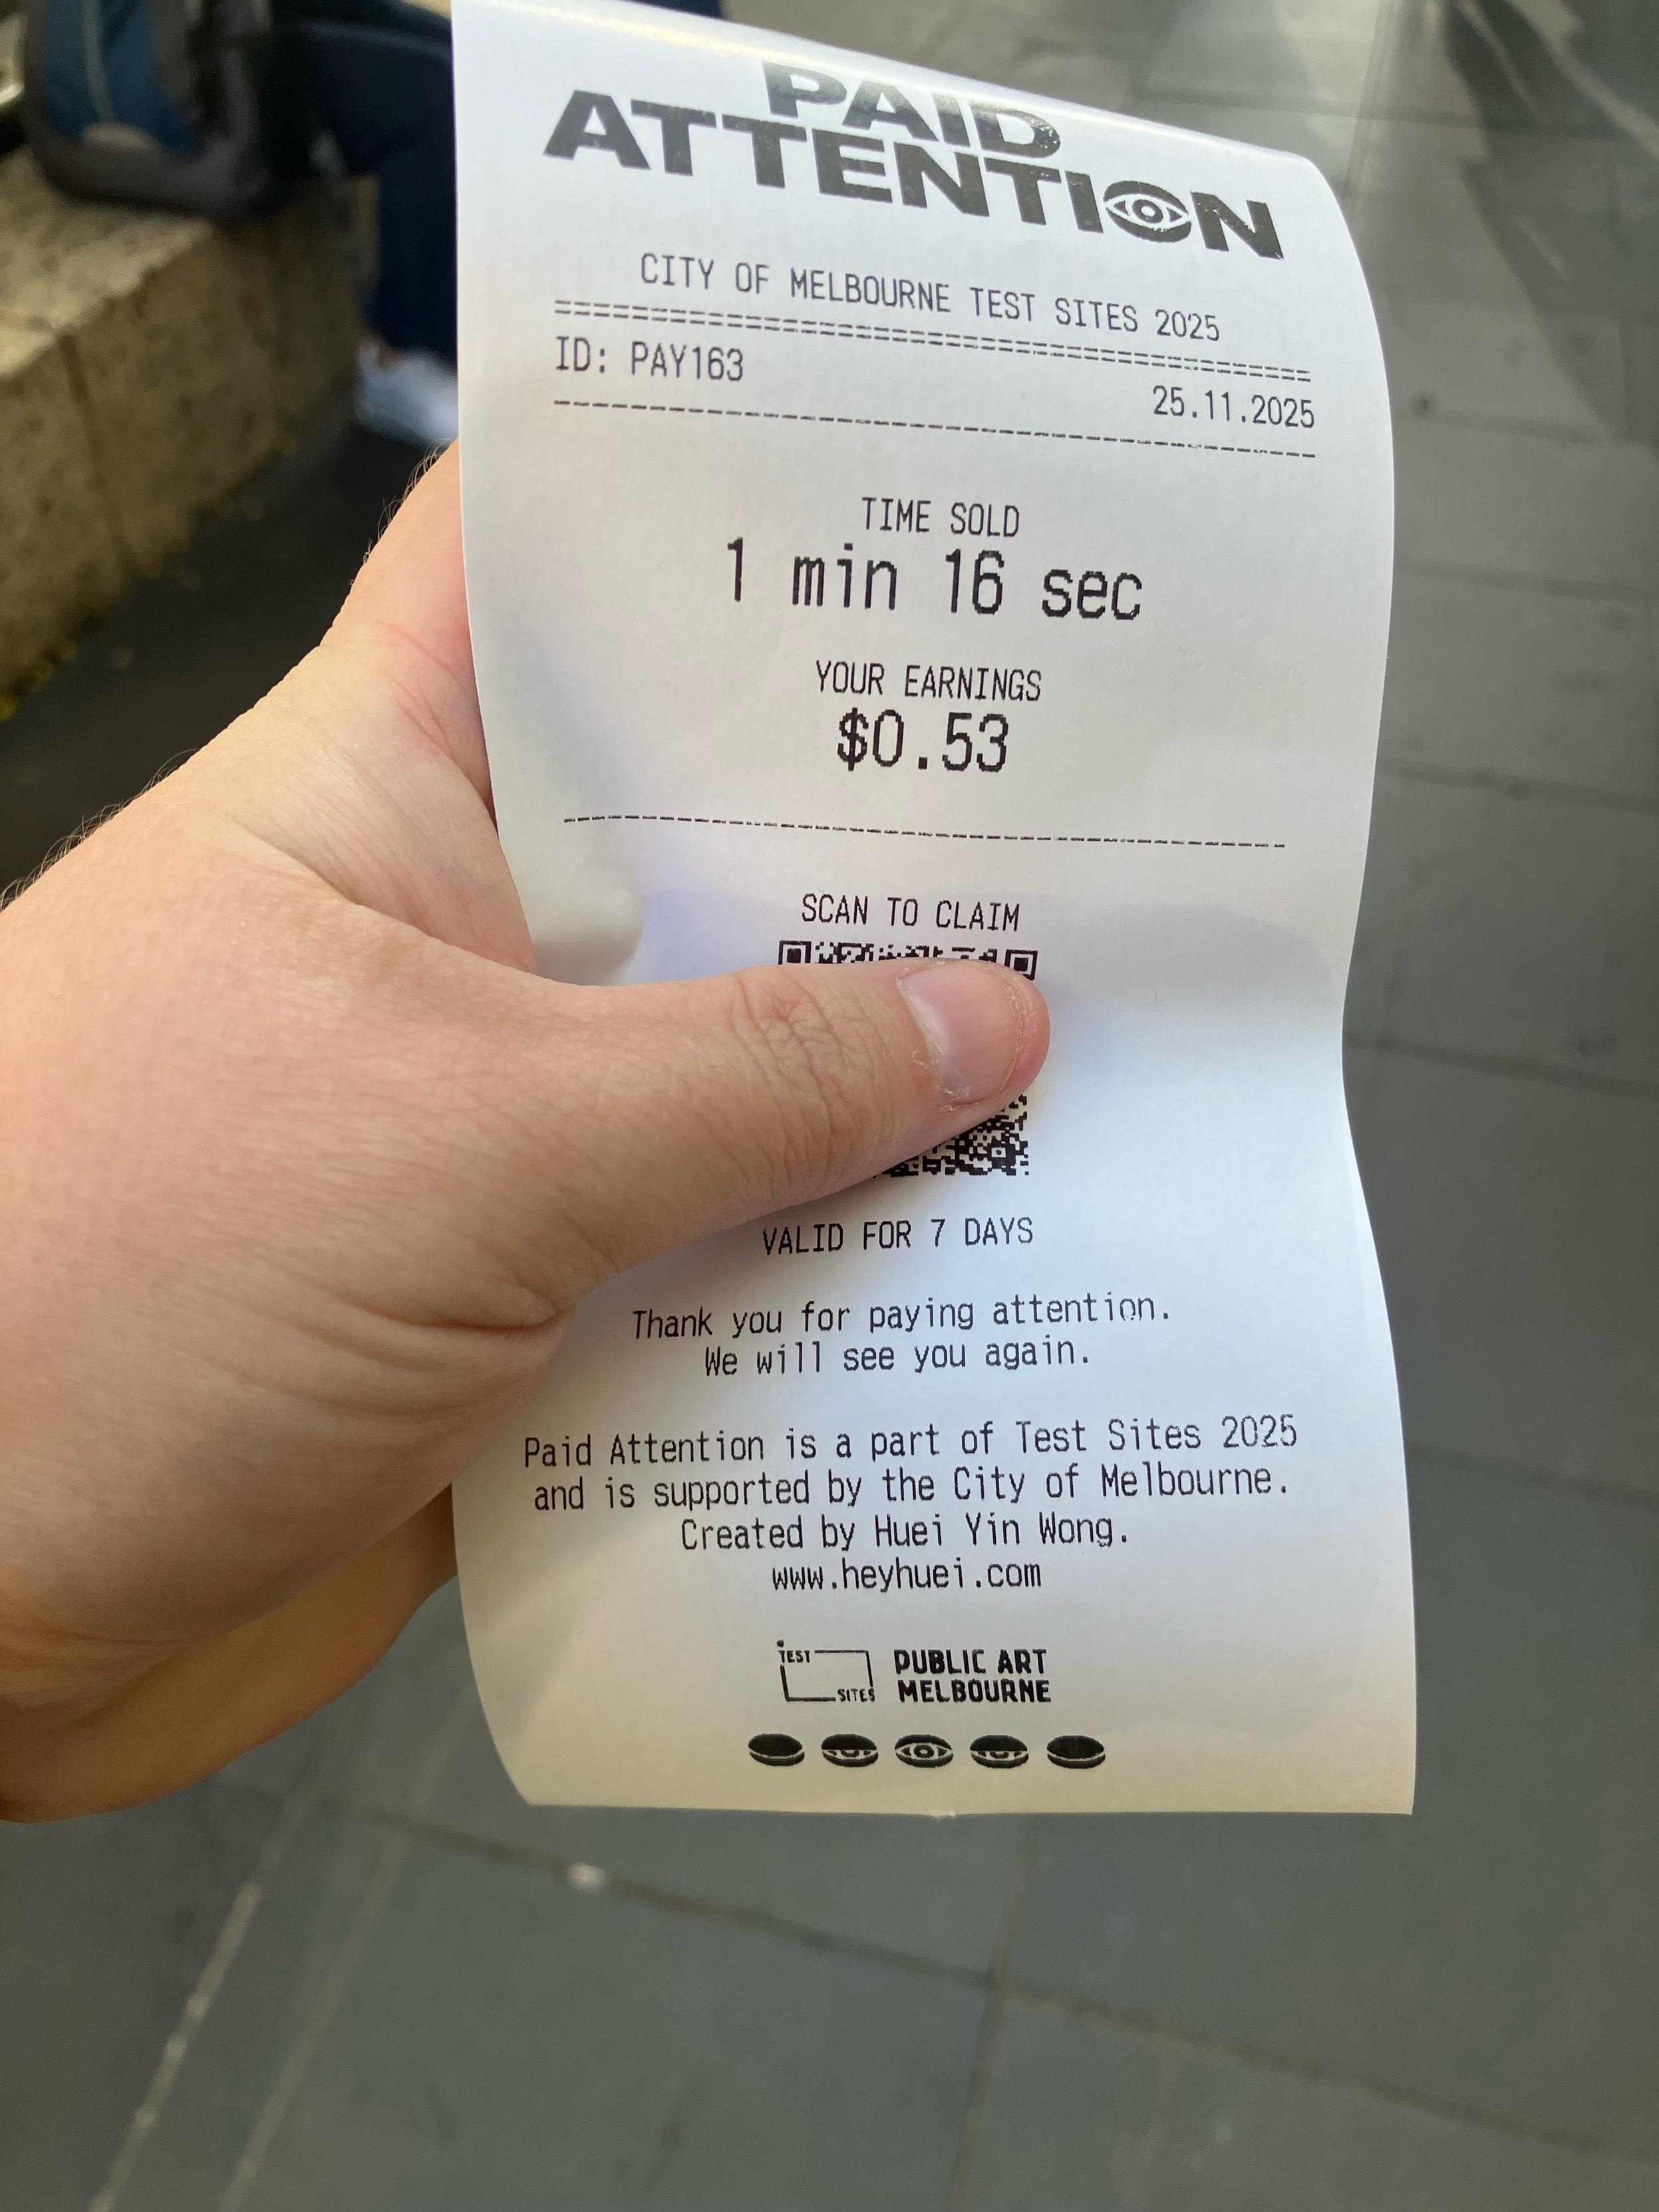 PAID
ATTENTION
CITY OF MELBOURNE TEST SITES 2025
==========================================
ID: PAY163
25.11.2025
------------------------------------------
TIME SOLD
1 min 16 sec
YOUR EARNINGS
$0.53
------------------------------------------
SCAN TO CLAIM
VALID FOR 7 DAYS
Thank you for paying attention.
We will see you again.
Paid Attention is a part of Test Sites 2025
and is supported by the City of Melbourne.
Created by Huei Yin Wong.
www.heyhuei.com
TEST
SITES
PUBLIC ART
MELBOURNE